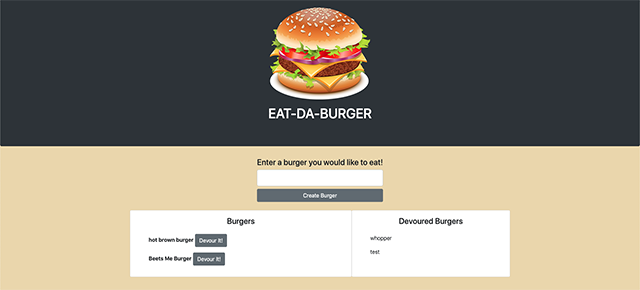 EAT-DA-BURGER
Enter a burger you would like to eat!
Create Burger
Burgers
hot brown burger Devour It!
Beets Me Burger Devour It!
Devoured Burgers
whopper
test